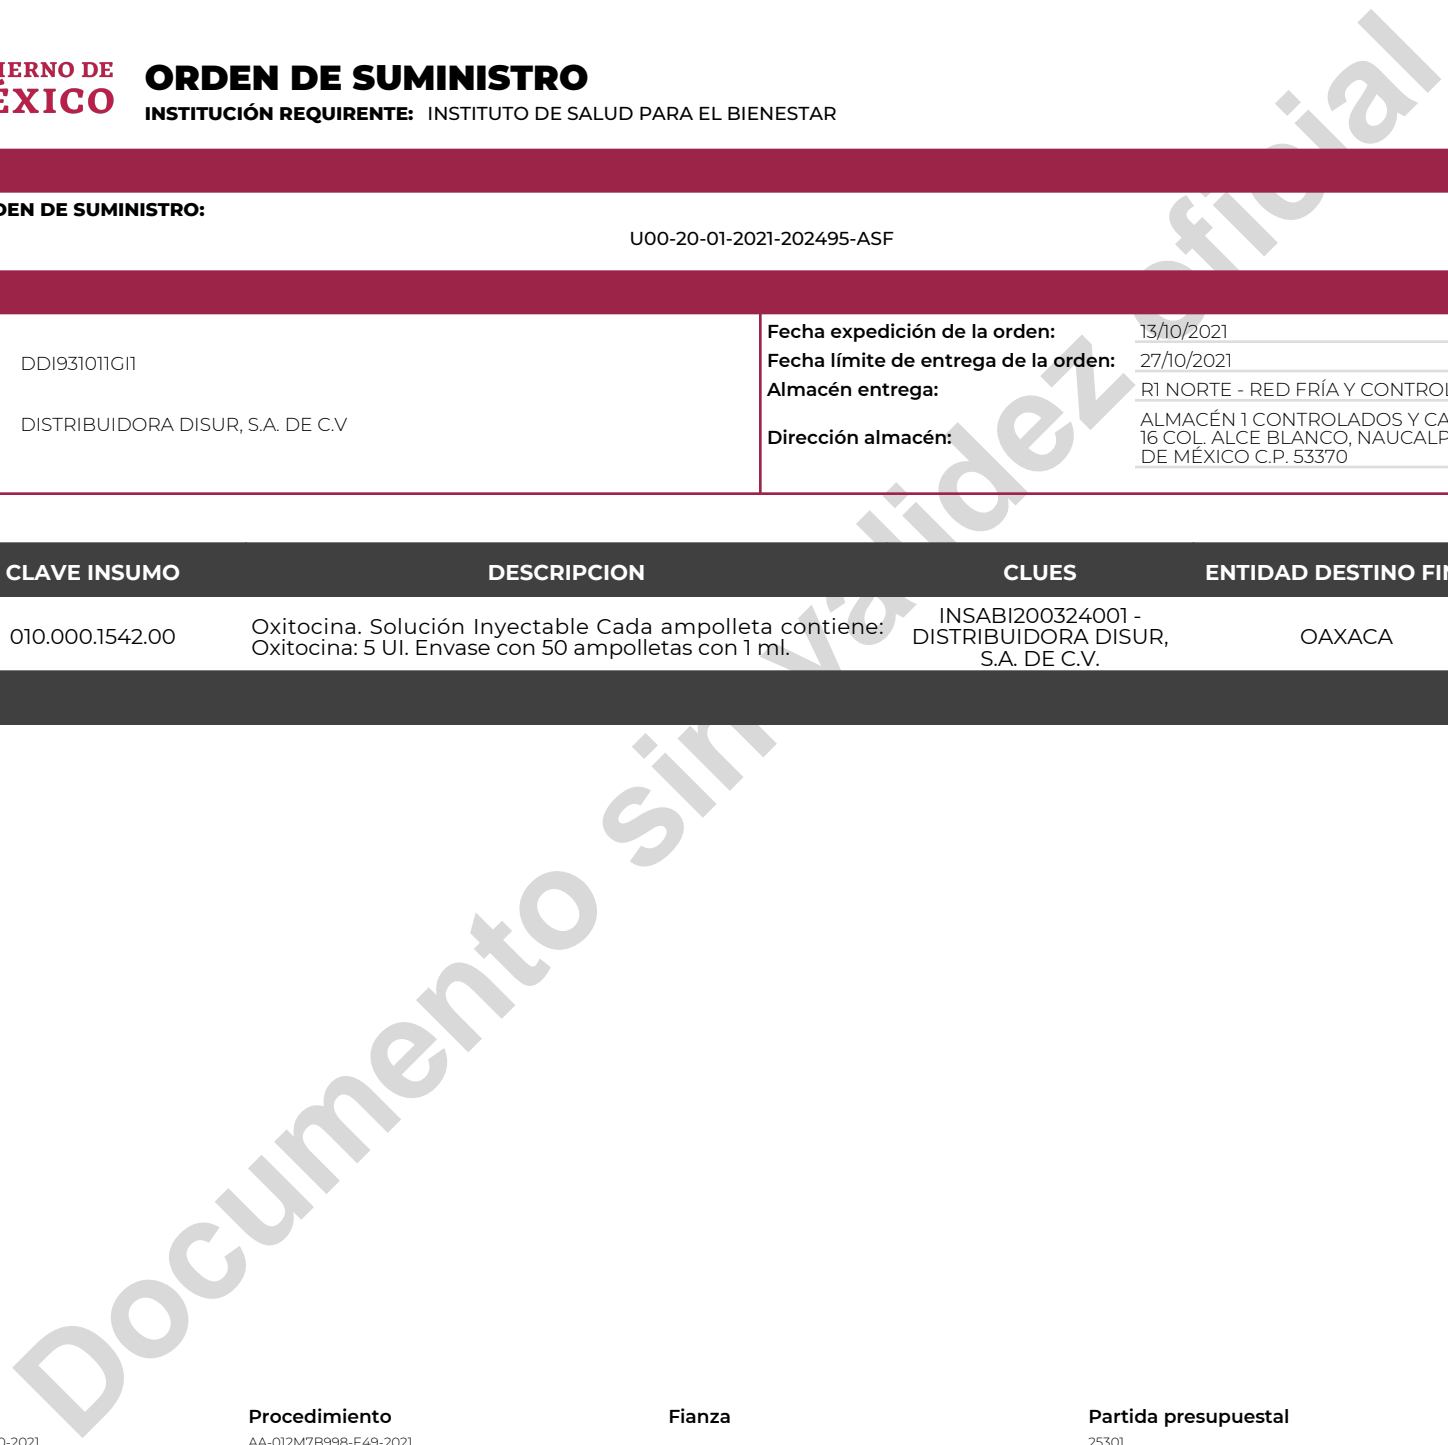 IERNO DE
ÉXICO
ORDEN DE SUMINISTRO
INSTITUCIÓN REQUIRENTE: INSTITUTO DE SALUD PARA EL BIENESTAR
DEN DE SUMINISTRO:
U00-20-01-2021-202495-ASF
DDI931011GI1
DISTRIBUIDORA DISUR, S.A. DE C.V
Fecha expedición de la orden: 13/10/2021
Fecha límite de entrega de la orden: 27/10/2021
Almacén entrega: R1 NORTE - RED FRÍA Y CONTROL
Dirección almacén: ALMACÉN 1 CONTROLADOS Y CA
16 COL. ALCE BLANCO, NAUCALP
DE MÉXICO C.P. 53370
CLAVE INSUMO DESCRIPCION CLUES ENTIDAD DESTINO FIN
010.000.1542.00
Oxitocina. Solución Inyectable Cada ampolleta contiene:
Oxitocina: 5 UI. Envase con 50 ampolletas con 1 ml.
INSABI200324001 -
DISTRIBUIDORA DISUR,
S.A. DE C.V.
OAXACA
Documento sin validez oficial
Procedimiento Fianza Partida presupuestal
0-2021 AA-012M7B998-E49-2021 25301